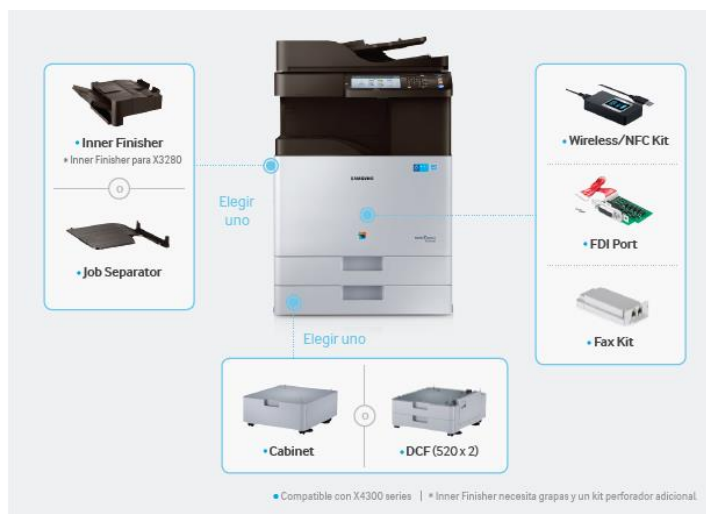 • Inner Finisher
* Inner Finisher para X3280
o
• Job Separator
Elegir
uno
SAMSUNG
• Wireless/NFC Kit
• FDI Port
• Fax Kit
Elegir uno
• Cabinet
o
• DCF (520 x 2)
• Compatible con X4300 series | * Inner Finisher necesita grapas y un kit perforador adicional.